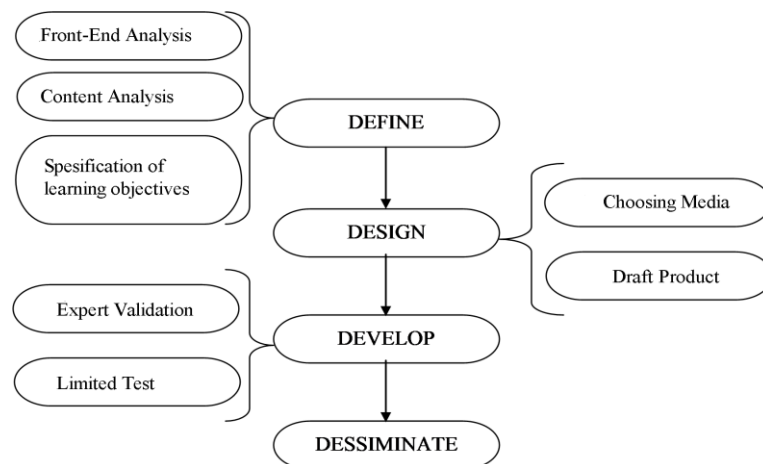 Front-End Analysis
Content Analysis
Spesification of
learning objectives
DEFINE
DESIGN
Choosing Media
Draft Product
Expert Validation
Limited Test
DEVELOP
DESSIMINATE